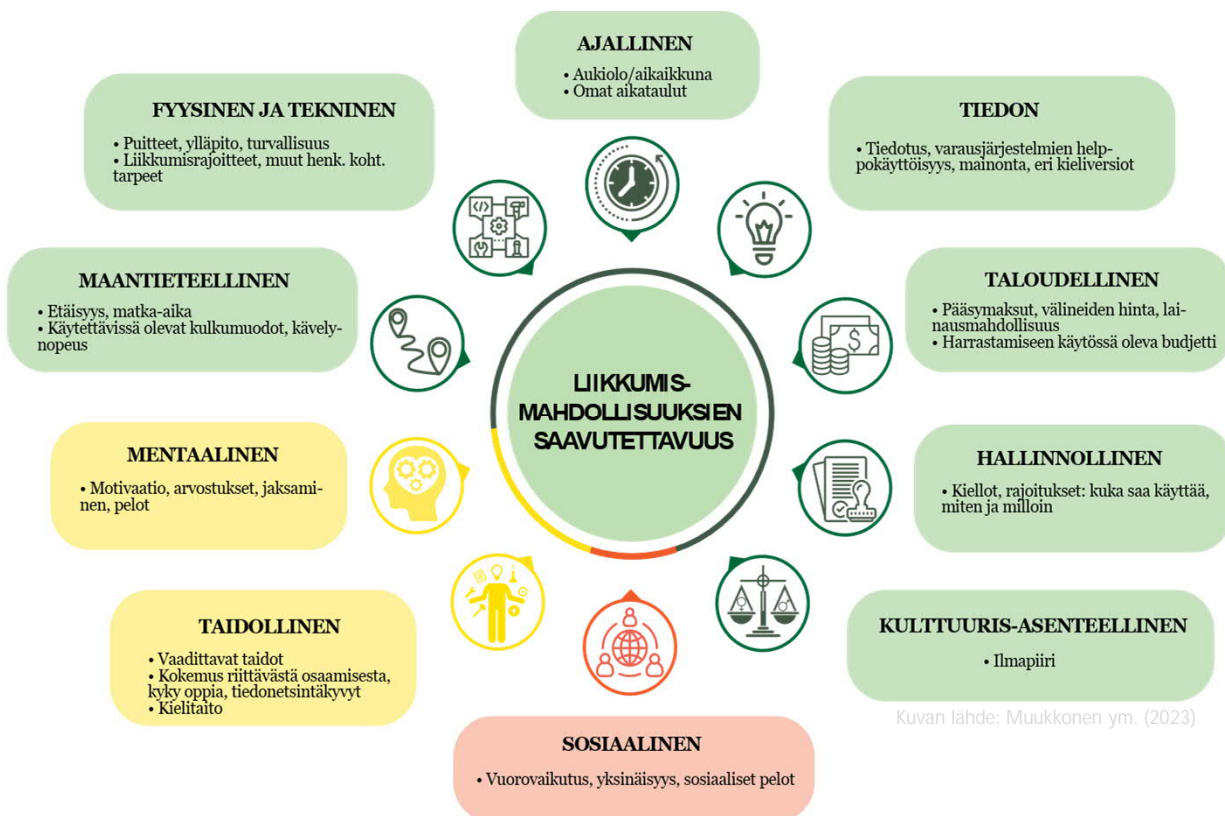 AJALLINEN
• Aukiolo/aikaikkuna
• Omat aikataulut
FYYSINEN JA TEKNINEN
• Puitteet, ylläpito, turvallisuus
• Liikkumisrajoitteet, muut henk. koht.
tarpeet
TIEDON
• Tiedotus, varausjärjestelmien help-
pokäyttöisyys, mainonta, eri kieliversiot
MAANTIETEELLINEN
• Etäisyys, matka-aika
• Käytettävissä olevat kulkumuodot, kävely-
nopeus
TALOUDELLINEN
• Pääsymaksut, välineiden hinta, lai-
nausmahdollisuus
• Harrastamiseen käytössä oleva budjetti
LIIKKUMIS-
MAHDOLLISUUKSIEN
SAAVUTETTAVUUS
MENTAALINEN
• Motivaatio, arvostukset, jaksami-
nen, pelot
HALLINNOLLINEN
• Kiellot, rajoitukset: kuka saa käyttää,
miten ja milloin
TAIDOLLINEN
• Vaadittavat taidot
• Kokemus riittävästä osaamisesta,
kyky oppia, tiedonetsintäkyvyt
• Kielitaito
KULTTUURIS-ASENTEELLINEN
• Ilmapiiri
Kuvan lähde: Muukkonen ym. (2023)
SOSIAALINEN
• Vuorovaikutus, yksinäisyys, sosiaaliset pelot